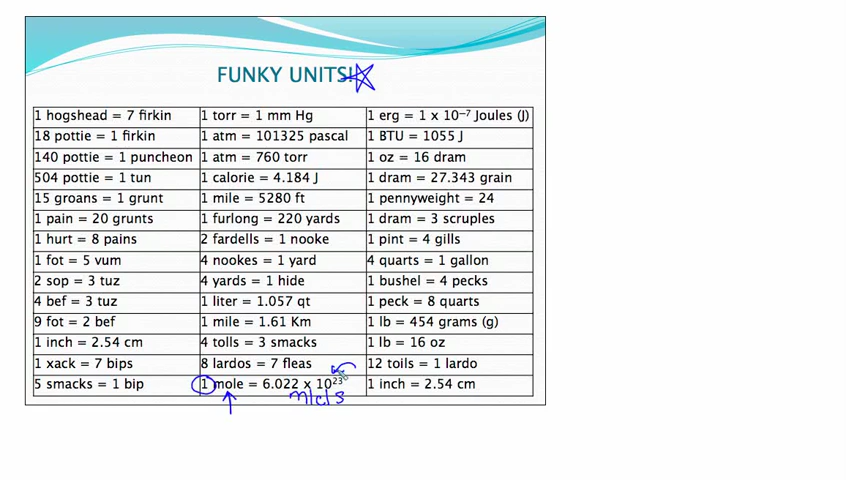 FUNKY UNITS!
1 hogshead = 7 firkin 1 torr = 1 mm Hg 1 erg = 1 x 10⁻⁷ Joules (J)
18 pottie = 1 firkin 1 atm = 101325 pascal 1 BTU = 1055 J
140 pottie = 1 puncheon 1 atm = 760 torr 1 oz = 16 dram
504 pottie = 1 tun 1 calorie = 4.184 J 1 dram = 27.343 grain
15 groans = 1 grunt 1 mile = 5280 ft 1 pennyweight = 24
1 pain = 20 grunts 1 furlong = 220 yards 1 dram = 3 scruples
1 hurt = 8 pains 2 fardells = 1 nooke 1 pint = 4 gills
1 fot = 5 vum 4 nookes = 1 yard 4 quarts = 1 gallon
2 sop = 3 tuz 4 yards = 1 hide 1 bushel = 4 pecks
4 bef = 3 tuz 1 liter = 1.057 qt 1 peck = 8 quarts
9 fot = 2 bef 1 mile = 1.61 Km 1 lb = 454 grams (g)
1 inch = 2.54 cm 4 tolls = 3 smacks 1 lb = 16 oz
1 xack = 7 bips 8 lardos = 7 fleas 12 toils = 1 lardo
5 smacks = 1 bip 1 mole = 6.022 x 10²³ 1 inch = 2.54 cm